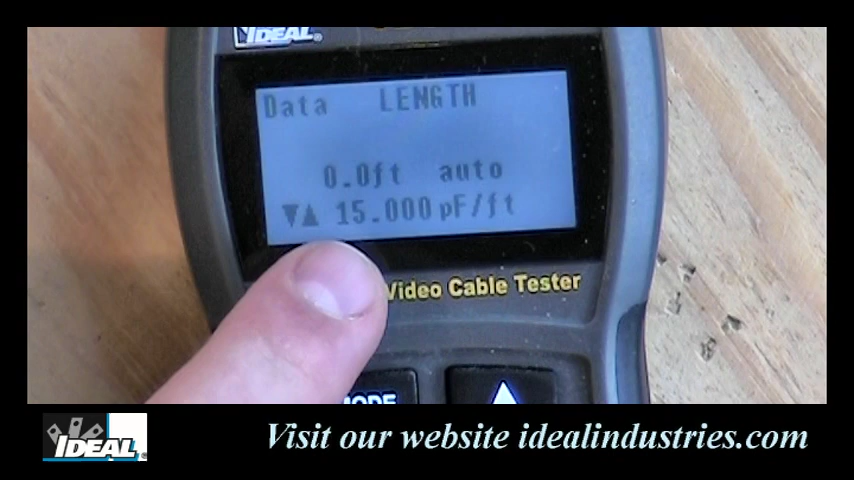 IDEAL®
Data LENGTH
0.0ft auto
▼▲ 15.000 pF/ft
Video Cable Tester
MODE
IDEAL®
Visit our website idealindustries.com